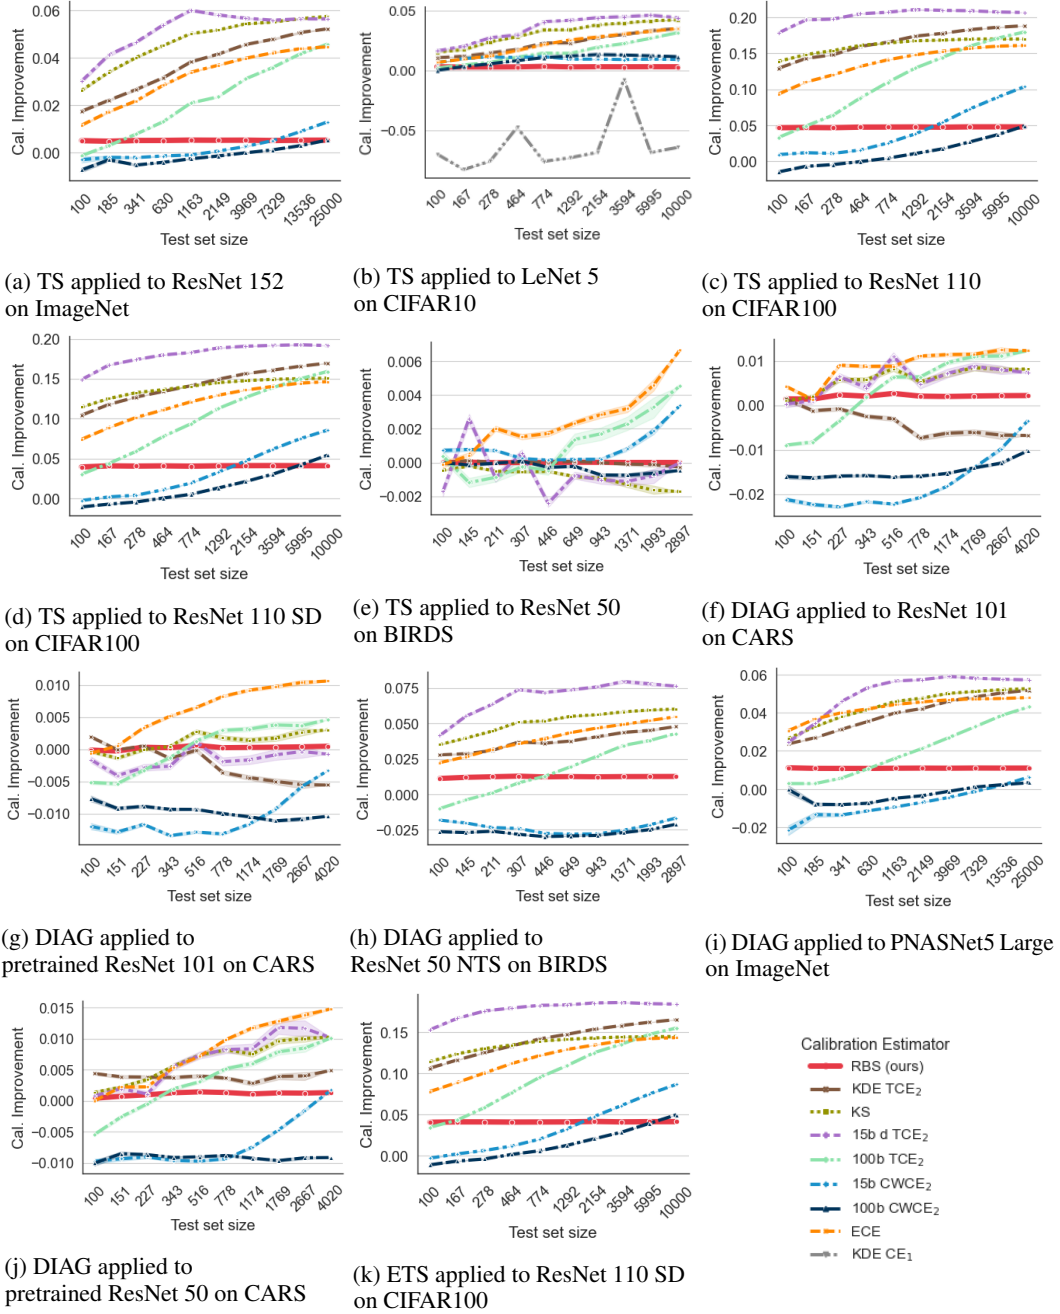 0.06
0.04
0.02
0.00
Cal. Improvement
100 185 341 630 1163 2149 3969 7329 13536 25000
Test set size
(a) TS applied to ResNet 152
on ImageNet
0.05
0.00
−0.05
Cal. Improvement
100 167 278 464 774 1292 2154 3594 5995 10000
Test set size
(b) TS applied to LeNet 5
on CIFAR10
0.20
0.15
0.10
0.05
0.00
Cal. Improvement
100 167 278 464 774 1292 2154 3594 5995 10000
Test set size
(c) TS applied to ResNet 110
on CIFAR100
0.20
0.15
0.10
0.05
0.00
Cal. Improvement
100 167 278 464 774 1292 2154 3594 5995 10000
Test set size
(d) TS applied to ResNet 110 SD
on CIFAR100
0.006
0.004
0.002
0.000
−0.002
Cal. Improvement
100 145 211 307 446 649 943 1371 1993 2897
Test set size
(e) TS applied to ResNet 50
on BIRDS
0.01
0.00
−0.01
−0.02
Cal. Improvement
100 151 227 343 516 778 1174 1769 2667 4020
Test set size
(f) DIAG applied to ResNet 101
on CARS
0.010
0.005
0.000
−0.005
−0.010
Cal. Improvement
100 151 227 343 516 778 1174 1769 2667 4020
Test set size
(g) DIAG applied to
pretrained ResNet 101 on CARS
0.075
0.050
0.025
0.000
−0.025
Cal. Improvement
100 145 211 307 446 649 943 1371 1993 2897
Test set size
(h) DIAG applied to
ResNet 50 NTS on BIRDS
0.06
0.04
0.02
0.00
−0.02
Cal. Improvement
100 185 341 630 1163 2149 3969 7329 13536 25000
Test set size
(i) DIAG applied to PNASNet5 Large
on ImageNet
0.015
0.010
0.005
0.000
−0.005
−0.010
Cal. Improvement
100 151 227 343 516 778 1174 1769 2667 4020
Test set size
(j) DIAG applied to
pretrained ResNet 50 on CARS
0.15
0.10
0.05
0.00
Cal. Improvement
100 167 278 464 774 1292 2154 3594 5995 10000
Test set size
(k) ETS applied to ResNet 110 SD
on CIFAR100
Calibration Estimator
RBS (ours)
KDE TCE₂
KS
15b d TCE₂
100b TCE₂
15b CWCE₂
100b CWCE₂
ECE
KDE CE₁